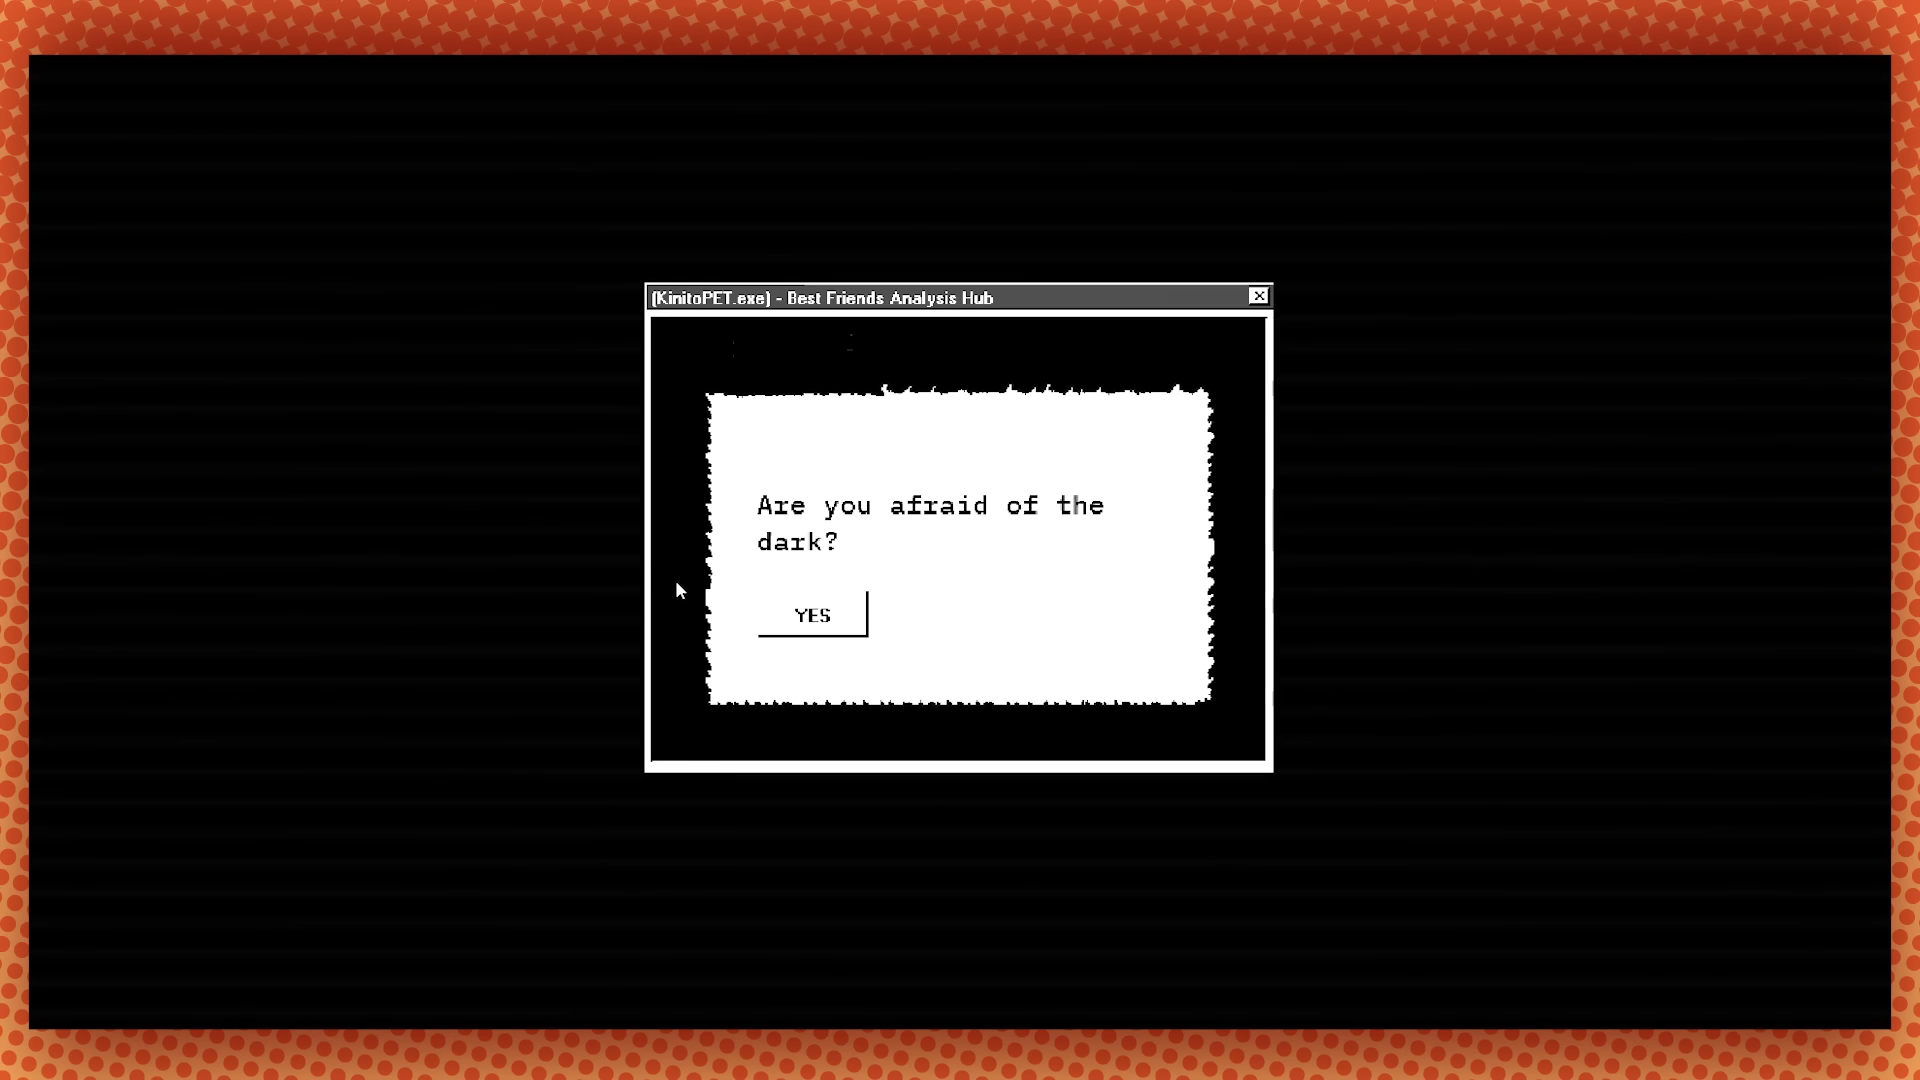 (KinitoPET.exe) - Best Friends Analysis Hub
Are you afraid of the
dark?
YES